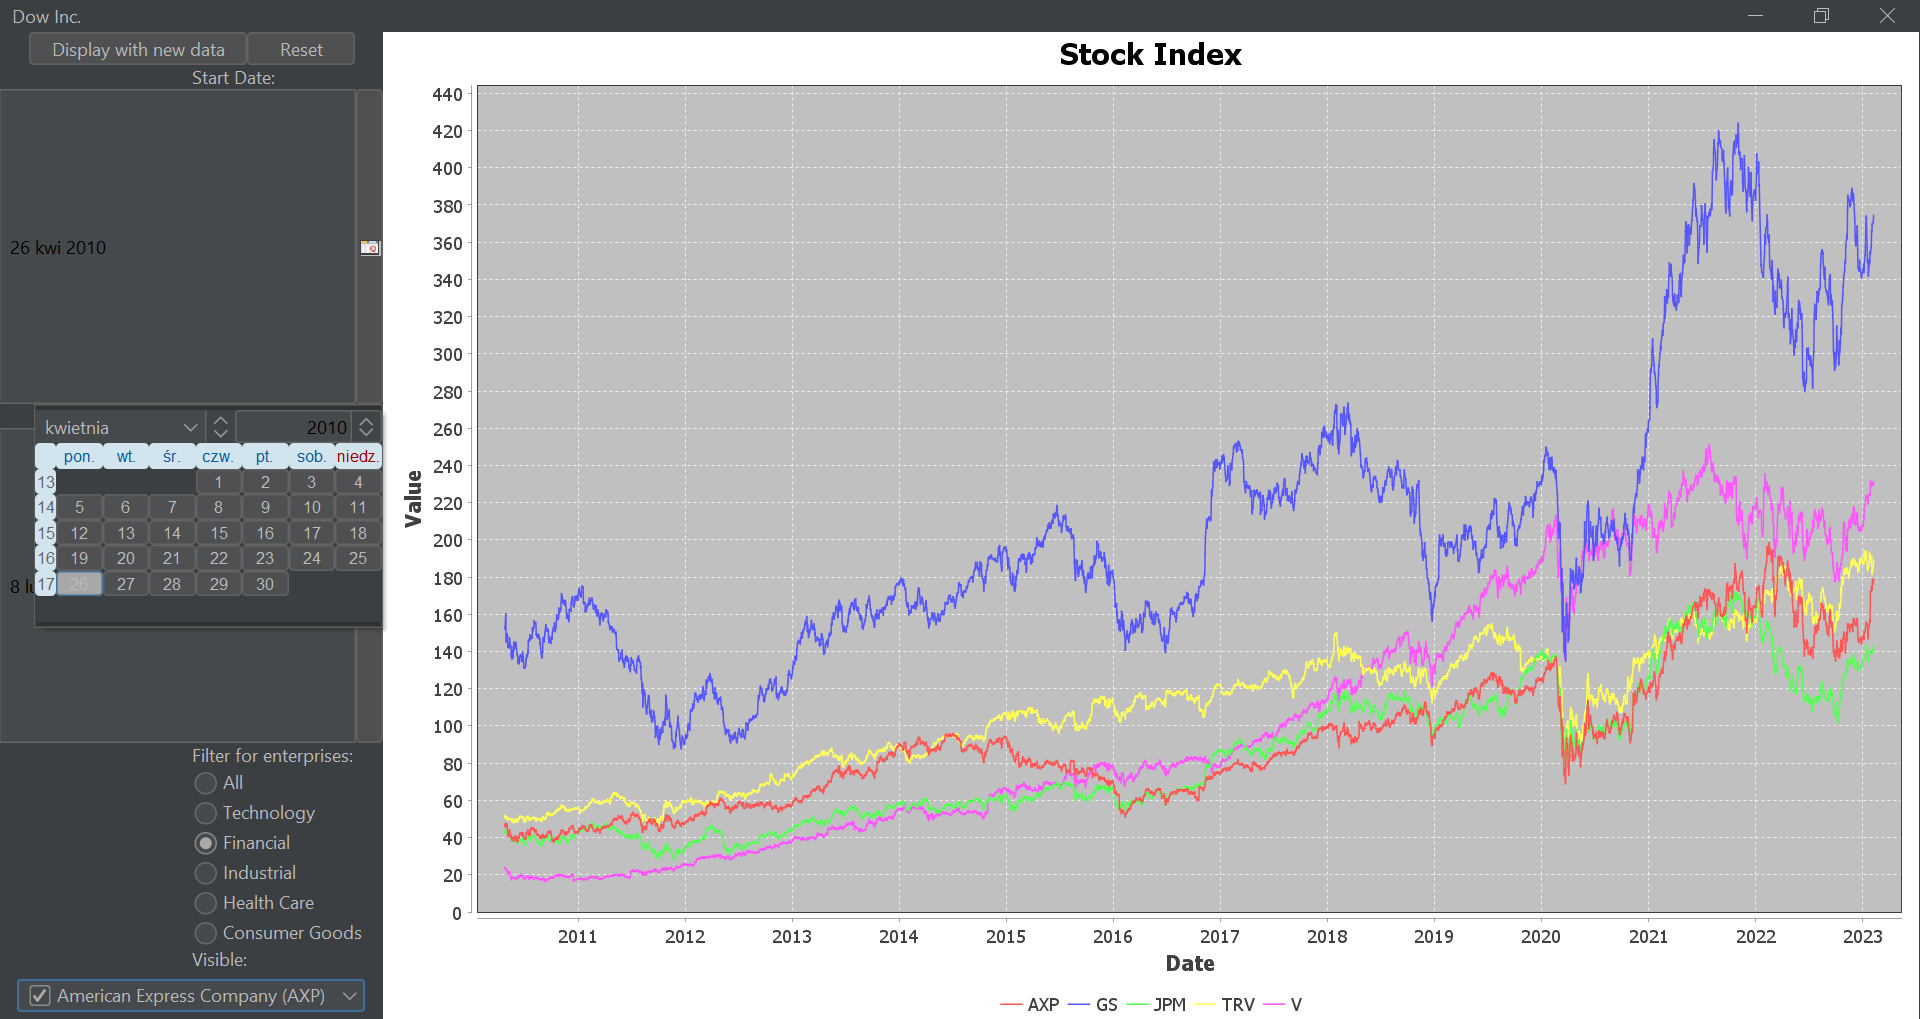 Dow Inc.
Display with new data Reset
Start Date:
26 kwi 2010
kwietnia 2010
pon. wt. śr. czw. pt. sob. niedz.
13 1 2 3 4
14 5 6 7 8 9 10 11
15 12 13 14 15 16 17 18
16 19 20 21 22 23 24 25
17 26 27 28 29 30
8 lu
Filter for enterprises:
All
Technology
Financial
Industrial
Health Care
Consumer Goods
Visible:
American Express Company (AXP)
Stock Index
440
420
400
380
360
340
320
300
280
260
240
220
200
180
160
140
120
100
80
60
40
20
0
Value
2011 2012 2013 2014 2015 2016 2017 2018 2019 2020 2021 2022 2023
Date
AXP GS JPM TRV V